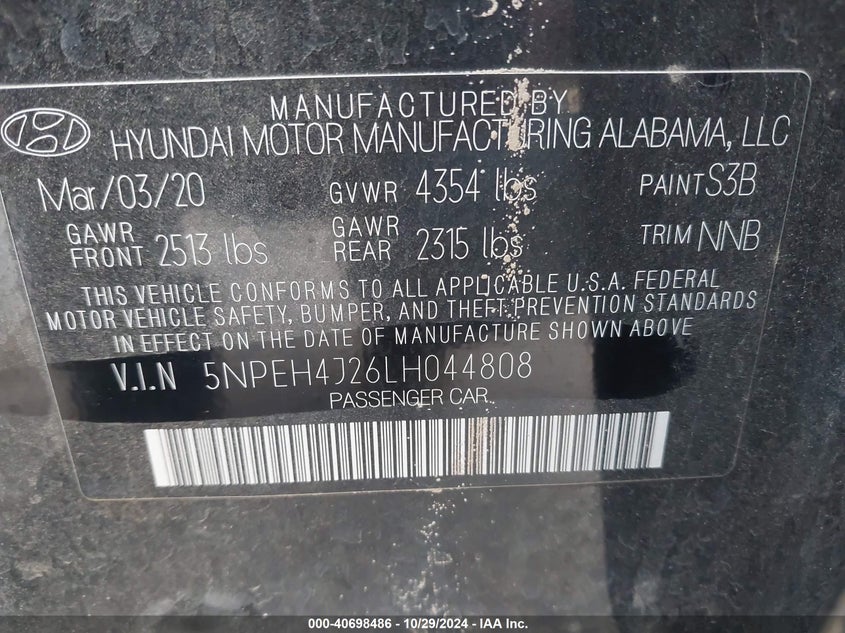 MANUFACTURED BY
HYUNDAI MOTOR MANUFACTURING ALABAMA, LLC
Mar/03/20 GVWR 4354 lbs PAINT S3B
GAWR FRONT 2513 lbs GAWR REAR 2315 lbs TRIM NNB
THIS VEHICLE CONFORMS TO ALL APPLICABLE U.S.A. FEDERAL
MOTOR VEHICLE SAFETY, BUMPER, AND THEFT PREVENTION STANDARDS
IN EFFECT ON THE DATE OF MANUFACTURE SHOWN ABOVE
V.I.N 5NPEH4J26LH044808
PASSENGER CAR
000-40698486 - 10/29/2024 - IAA Inc.